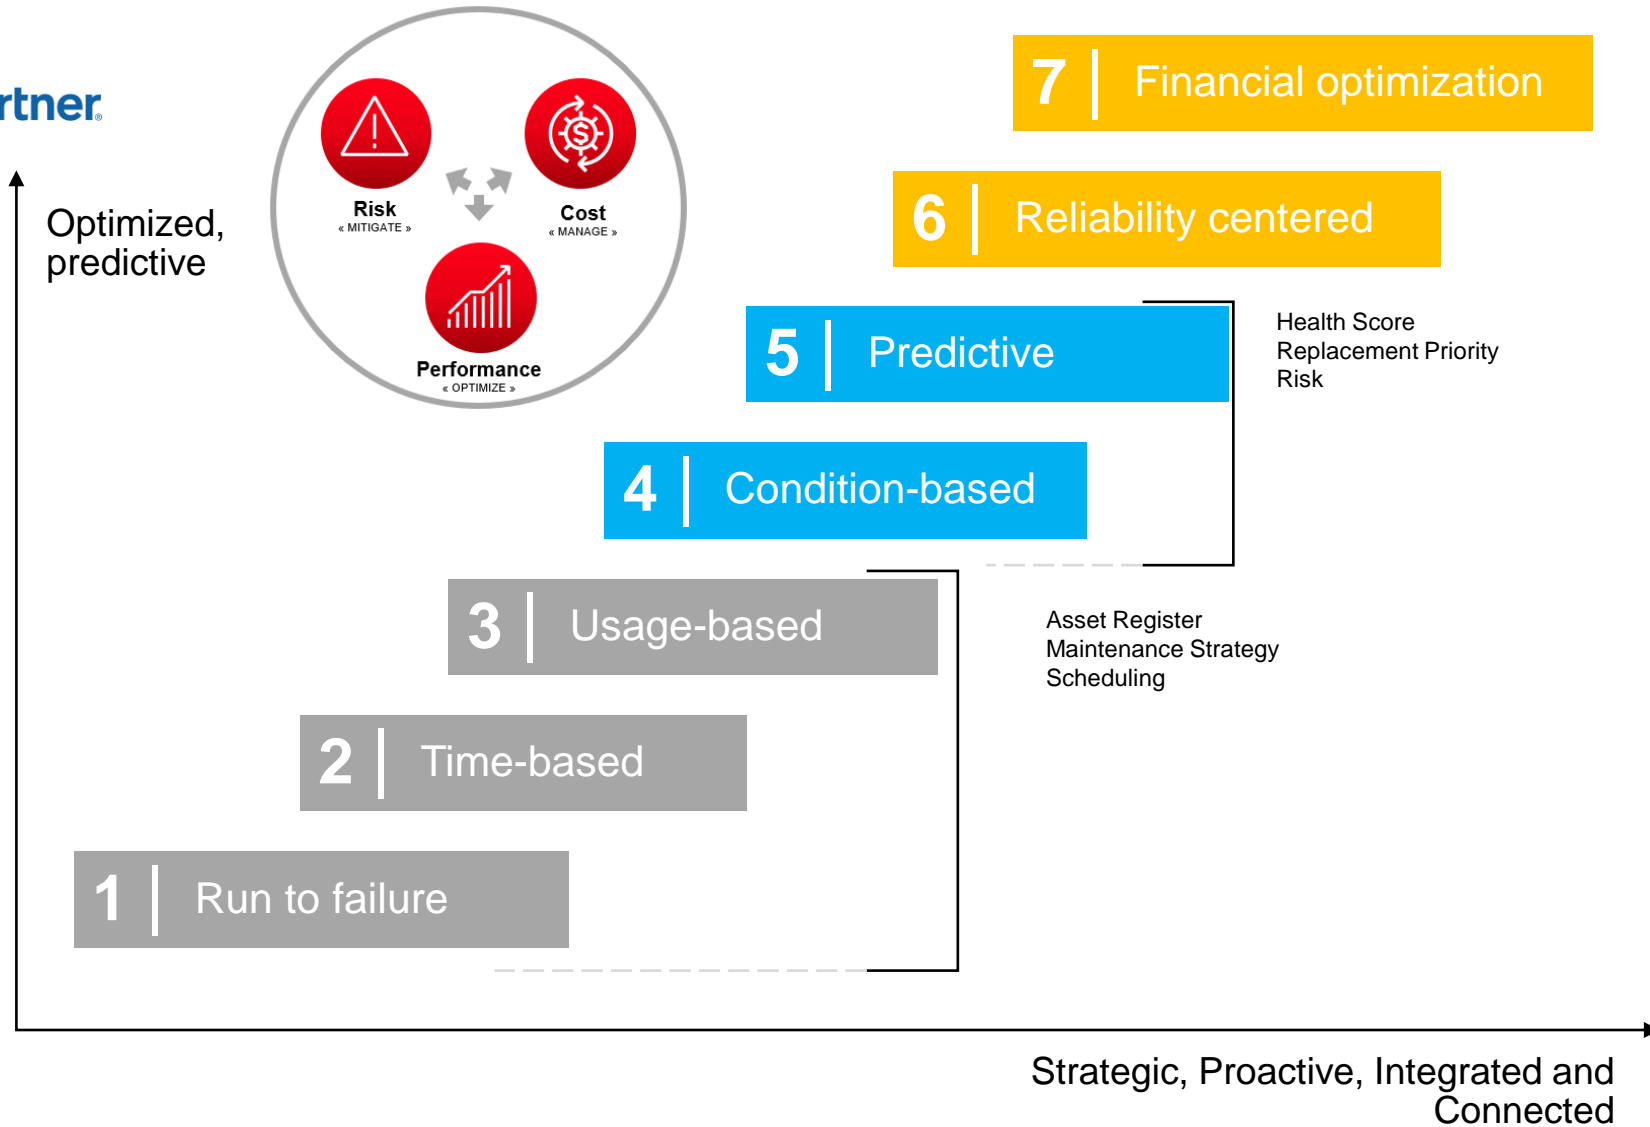 rtner
Optimized,
predictive
Risk
« MITIGATE »
Cost
« MANAGE »
Performance
« OPTIMIZE »
7 Financial optimization
6 Reliability centered
5 Predictive
Health Score
Replacement Priority
Risk
4 Condition-based
3 Usage-based
Asset Register
Maintenance Strategy
Scheduling
2 Time-based
1 Run to failure
Strategic, Proactive, Integrated and
Connected